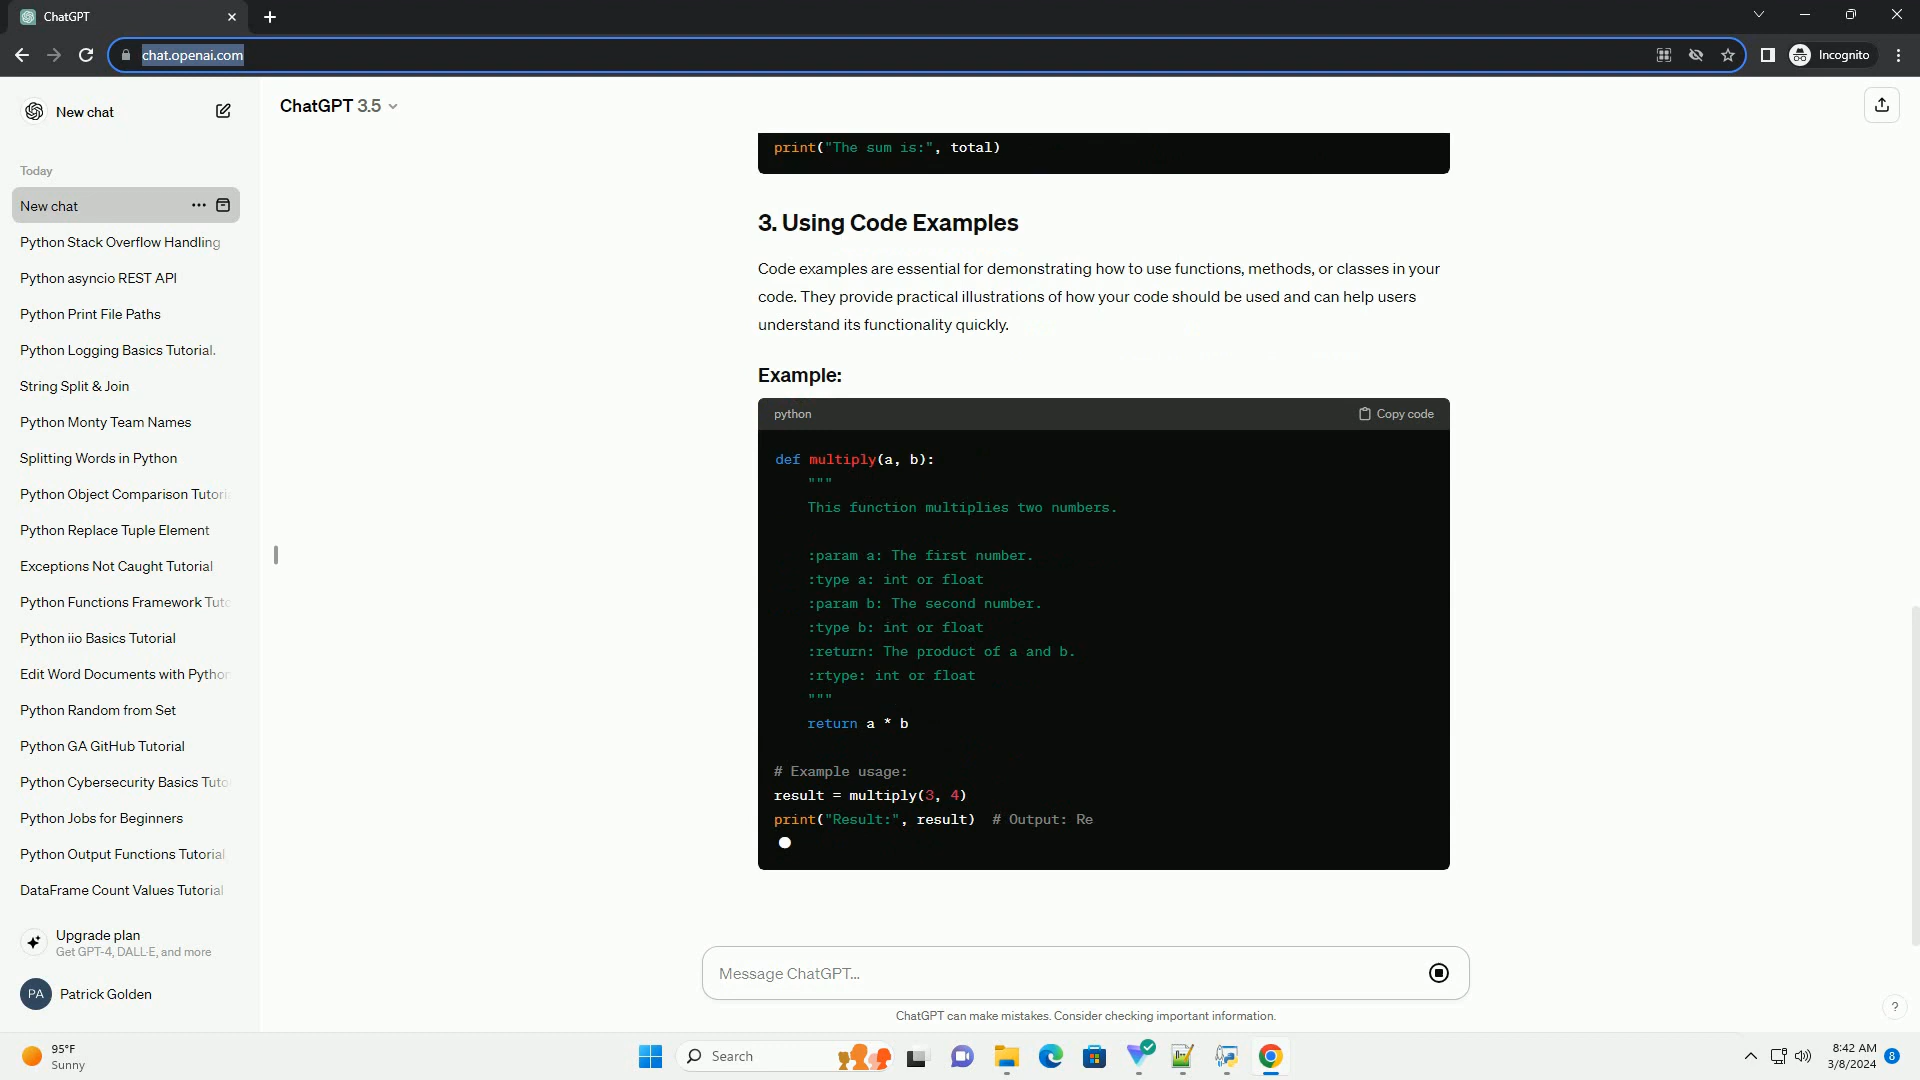 ChatGPT
chat.openai.com
Incognito
New chat
Today
New chat
Python Stack Overflow Handling
Python asyncio REST API
Python Print File Paths
Python Logging Basics Tutorial.
String Split & Join
Python Monty Team Names
Splitting Words in Python
Python Object Comparison Tutori
Python Replace Tuple Element
Exceptions Not Caught Tutorial
Python Functions Framework Tuto
Python iio Basics Tutorial
Edit Word Documents with Python
Python Random from Set
Python GA GitHub Tutorial
Python Cybersecurity Basics Tuto
Python Jobs for Beginners
Python Output Functions Tutorial
DataFrame Count Values Tutorial
Upgrade plan
Get GPT-4, DALL·E, and more
PA Patrick Golden
ChatGPT 3.5
print("The sum is:", total)
3. Using Code Examples
Code examples are essential for demonstrating how to use functions, methods, or classes in your
code. They provide practical illustrations of how your code should be used and can help users
understand its functionality quickly.
Example:
python Copy code
def multiply(a, b):
"""
This function multiplies two numbers.
:param a: The first number.
:type a: int or float
:param b: The second number.
:type b: int or float
:return: The product of a and b.
:rtype: int or float
"""
return a * b
# Example usage:
result = multiply(3, 4)
print("Result:", result)  # Output: Re
Message ChatGPT...
ChatGPT can make mistakes. Consider checking important information.
?
95°F
Sunny
Search
8:42 AM
3/8/2024
8